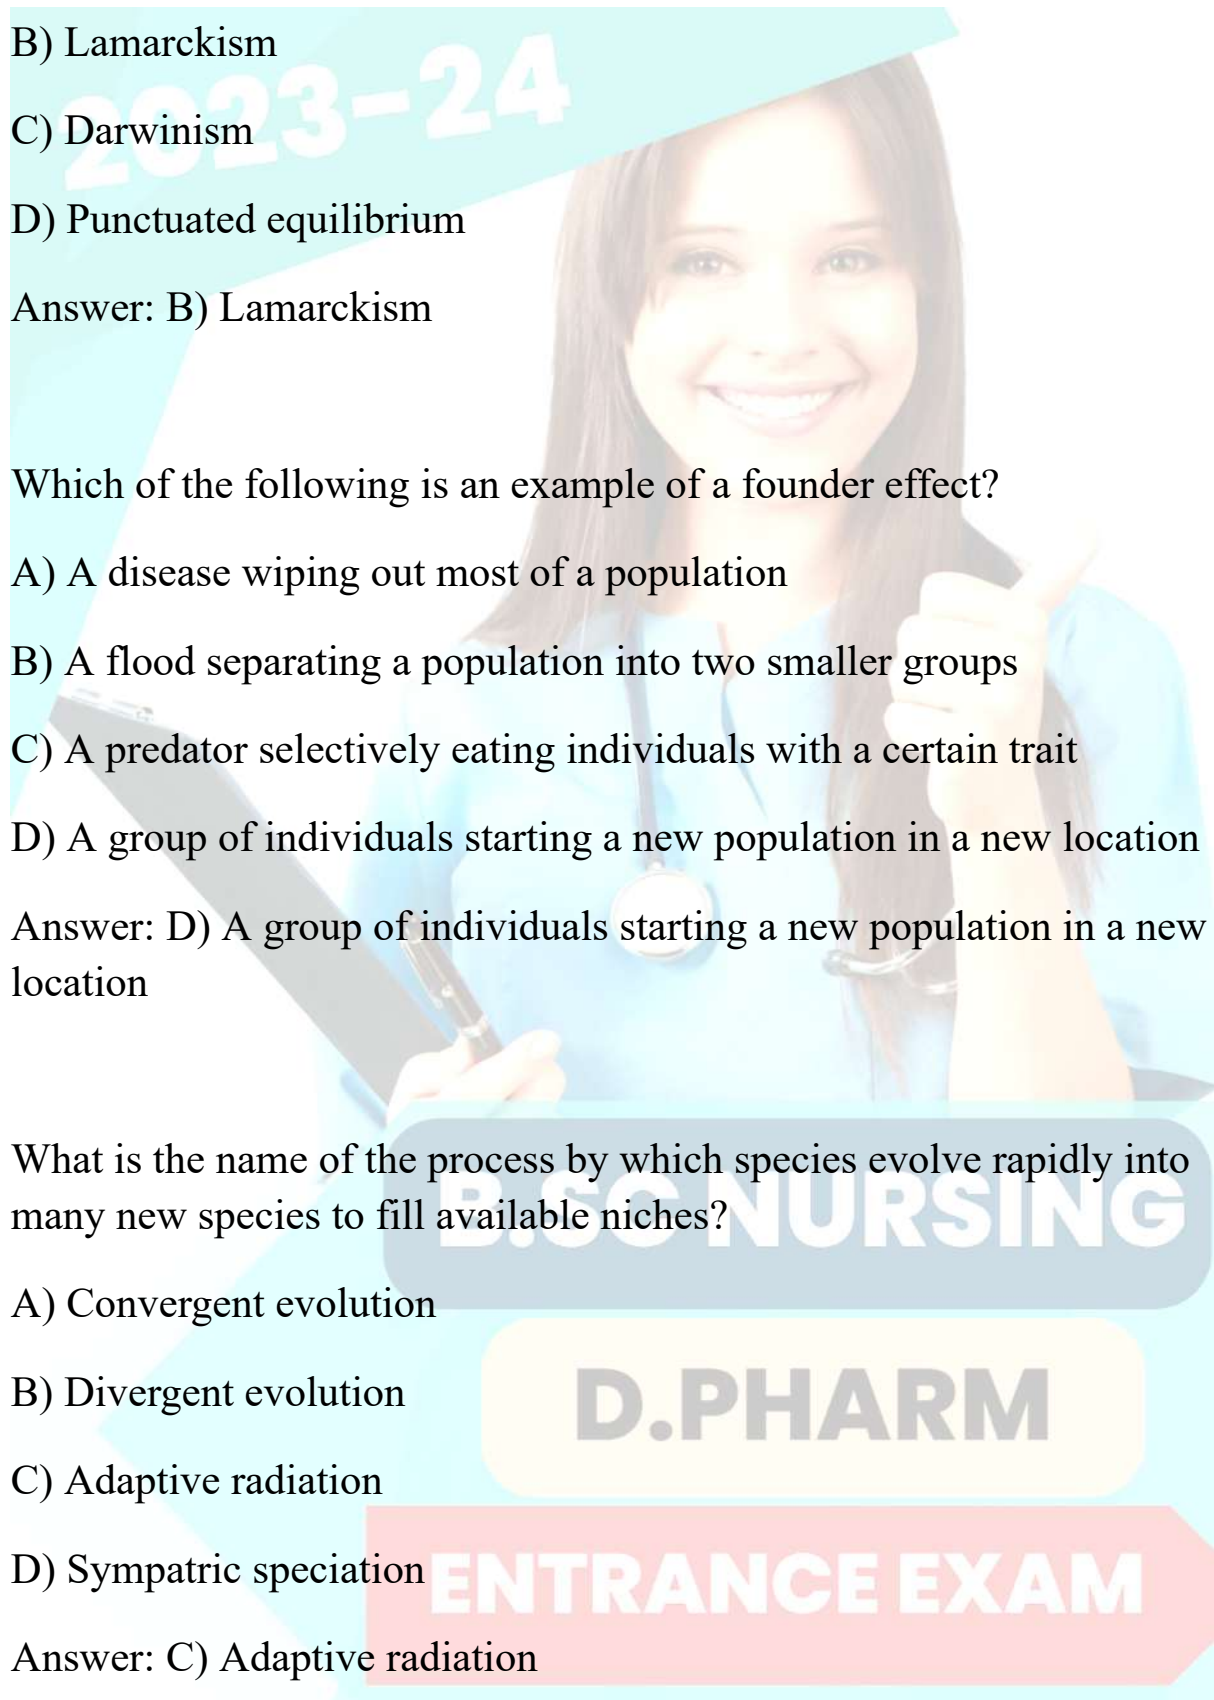 B) Lamarckism
2023-24
C) Darwinism
D) Punctuated equilibrium
Answer: B) Lamarckism
Which of the following is an example of a founder effect?
A) A disease wiping out most of a population
B) A flood separating a population into two smaller groups
C) A predator selectively eating individuals with a certain trait
D) A group of individuals starting a new population in a new location
Answer: D) A group of individuals starting a new population in a new
location
What is the name of the process by which species evolve rapidly into
many new species to fill available niches?
B.SC NURSING
A) Convergent evolution
B) Divergent evolution
D.PHARM
C) Adaptive radiation
D) Sympatric speciation
ENTRANCE EXAM
Answer: C) Adaptive radiation